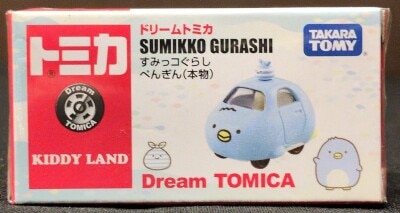 トミカ
Dream
TOMICA
KIDDY LAND
ドリームトミカ
SUMIKKO GURASHI
すみっコぐらし
ぺんぎん(本物)
TAKARA
TOMY
Dream TOMICA